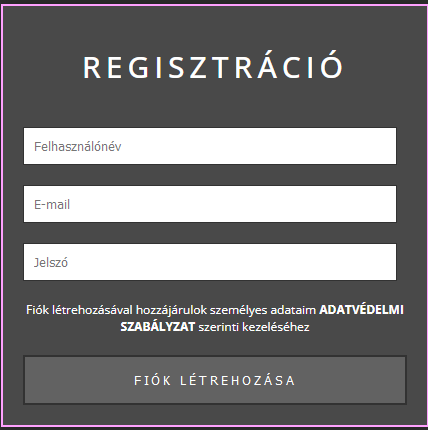 REGISZTRÁCIÓ
Felhasználónév
E-mail
Jelszó
Fiók létrehozásával hozzájárulok személyes adataim ADATVÉDELMI
SZABÁLYZAT szerinti kezeléséhez
FIÓK LÉTREHOZÁSA